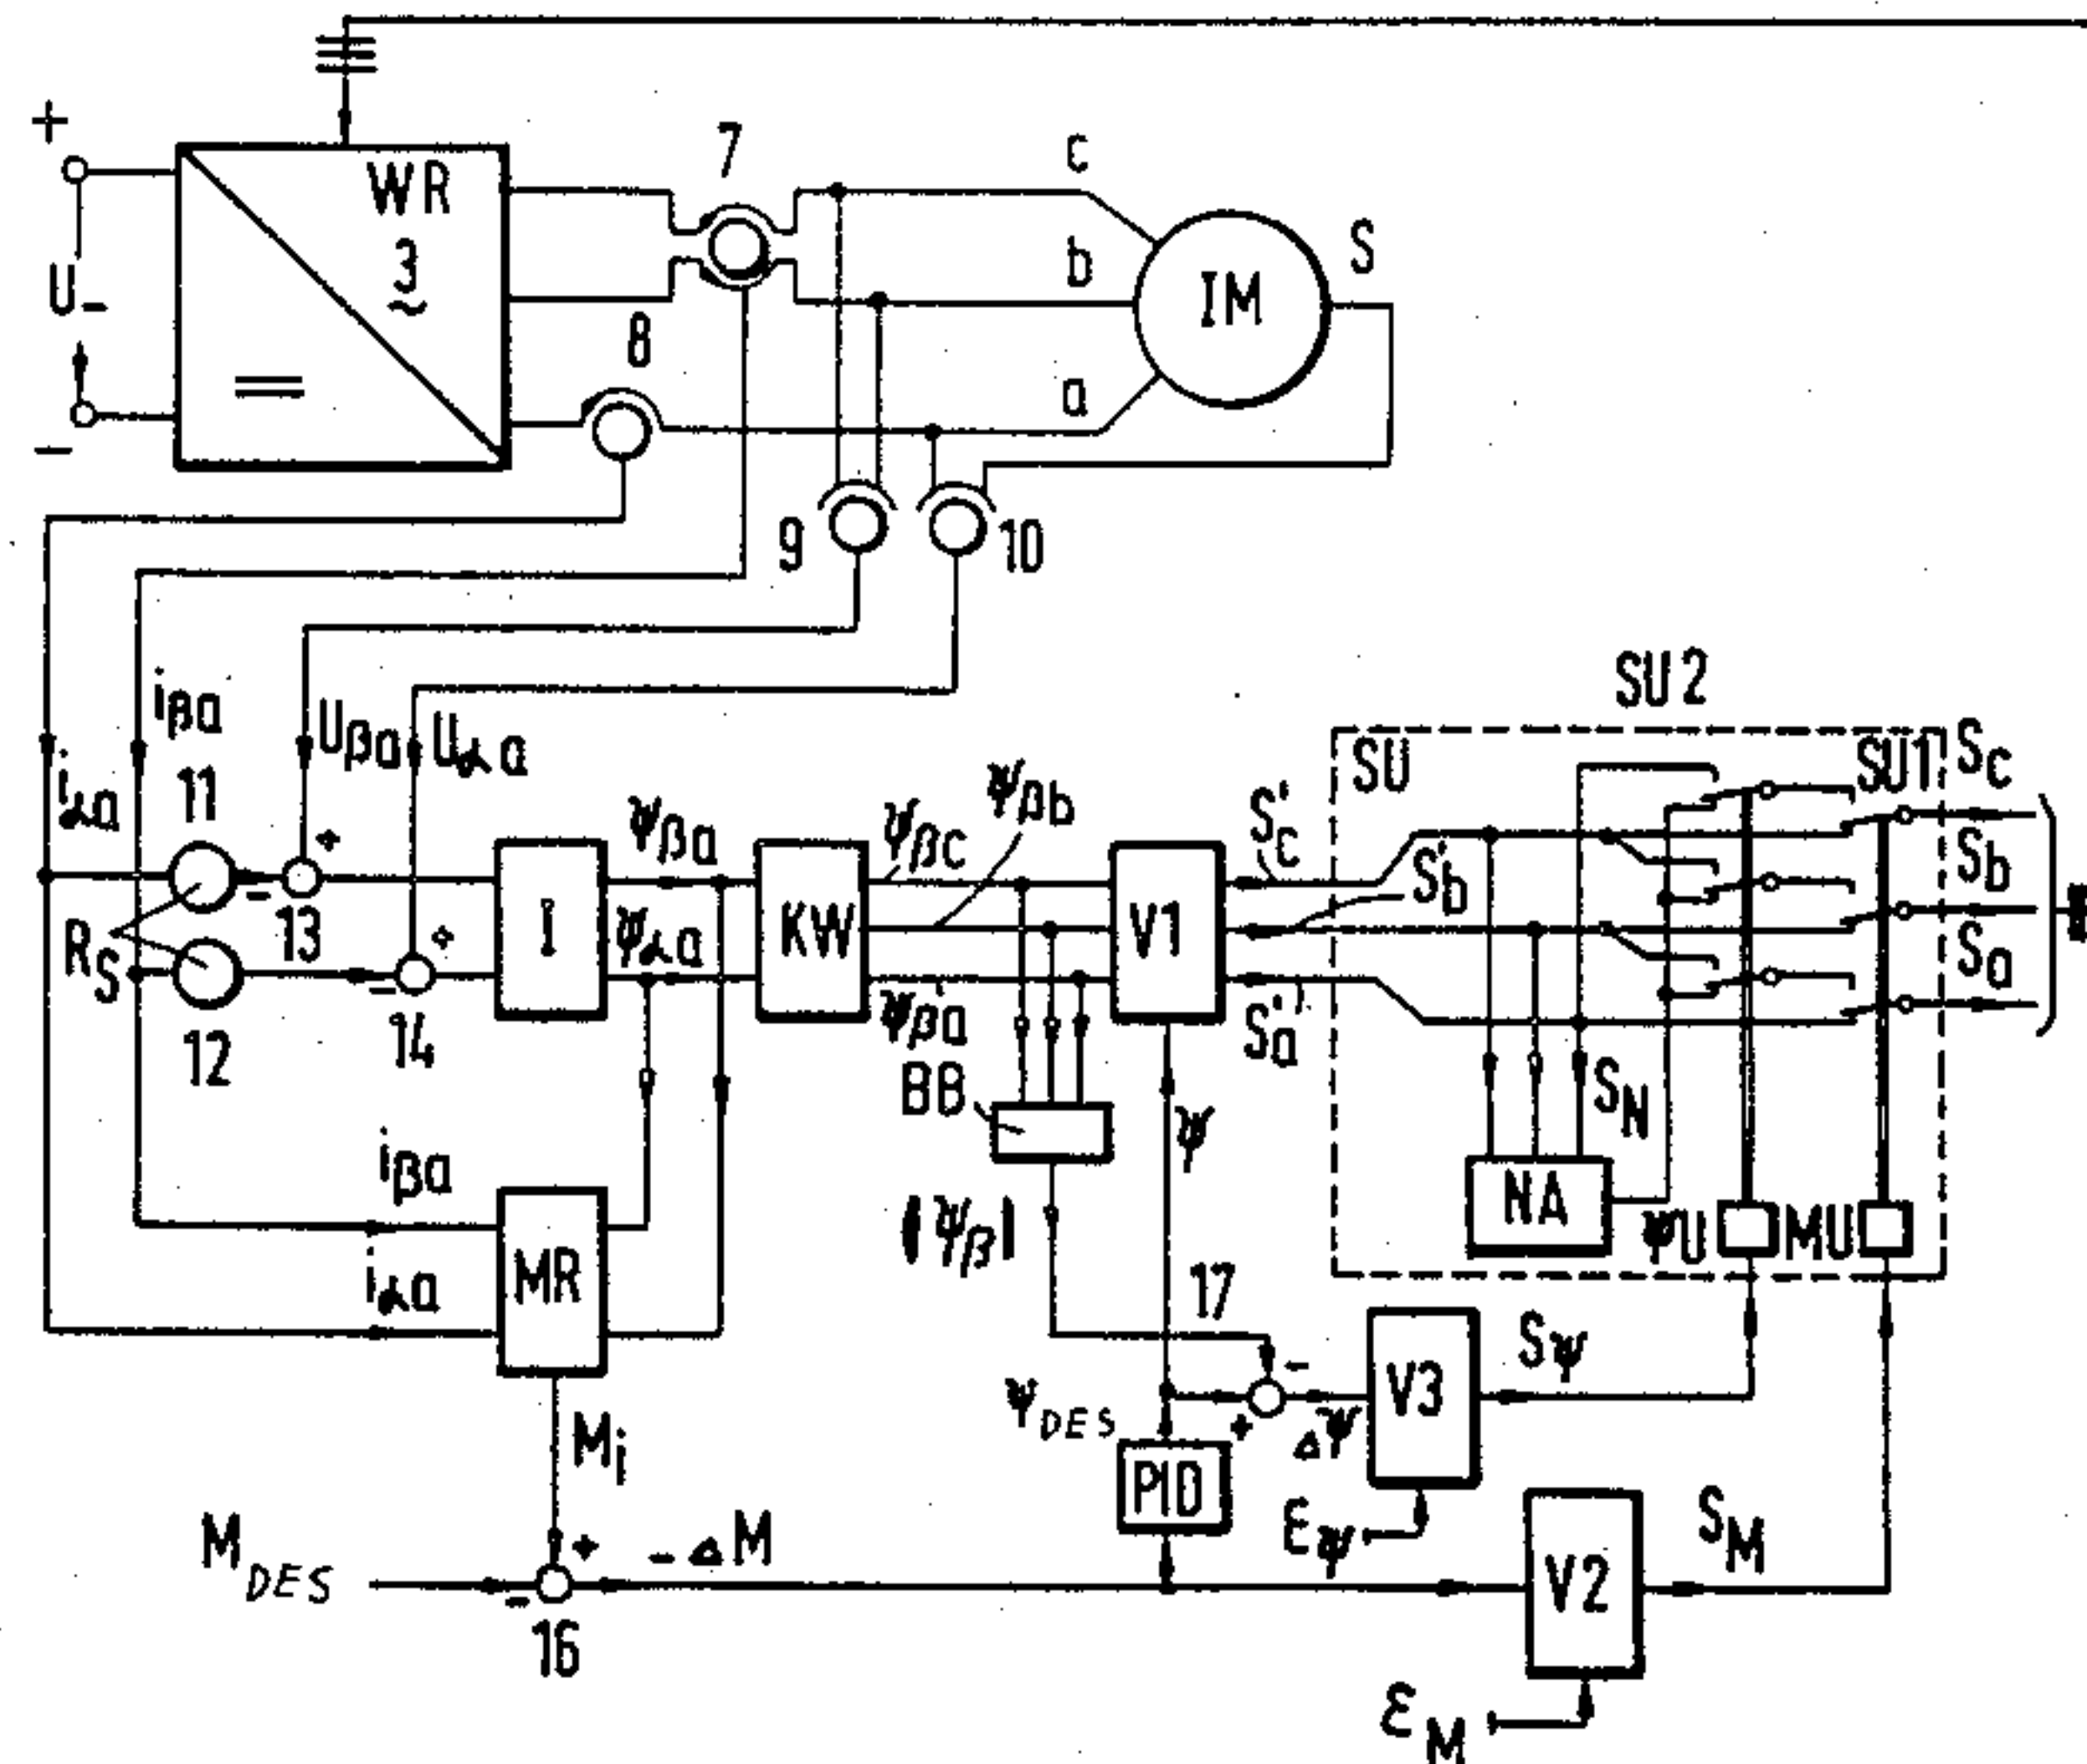 +
WR
3
~
U_
=
−
7
8
c
b
a
IM
S
9
10
iβa
Uβa
Uαa
iαa
11
+
−
13
RS
12
+
−
14
I
ψβa
ψαa
KW
ψβc
ψβb
ψβa
BB
|ψβ|
V1
ψ
S'c
S'b
S'a
SU2
SU
SU1
Sc
Sb
Sa
SN
NA
ψU
MU
iβa
iαa
MR
Mi
17
−
+
ψDES
Δψ
V3
Sψ
εψ
PID
MDES
−
+
16
−ΔM
V2
SM
εM